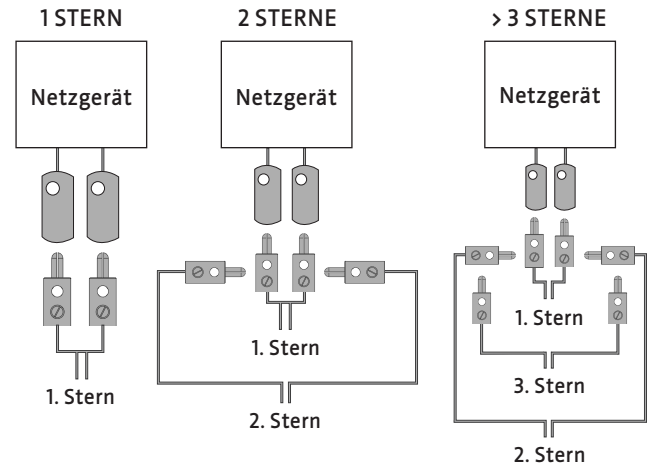 1 STERN
2 STERNE
> 3 STERNE
Netzgerät
Netzgerät
Netzgerät
1. Stern
1. Stern
2. Stern
1. Stern
3. Stern
2. Stern